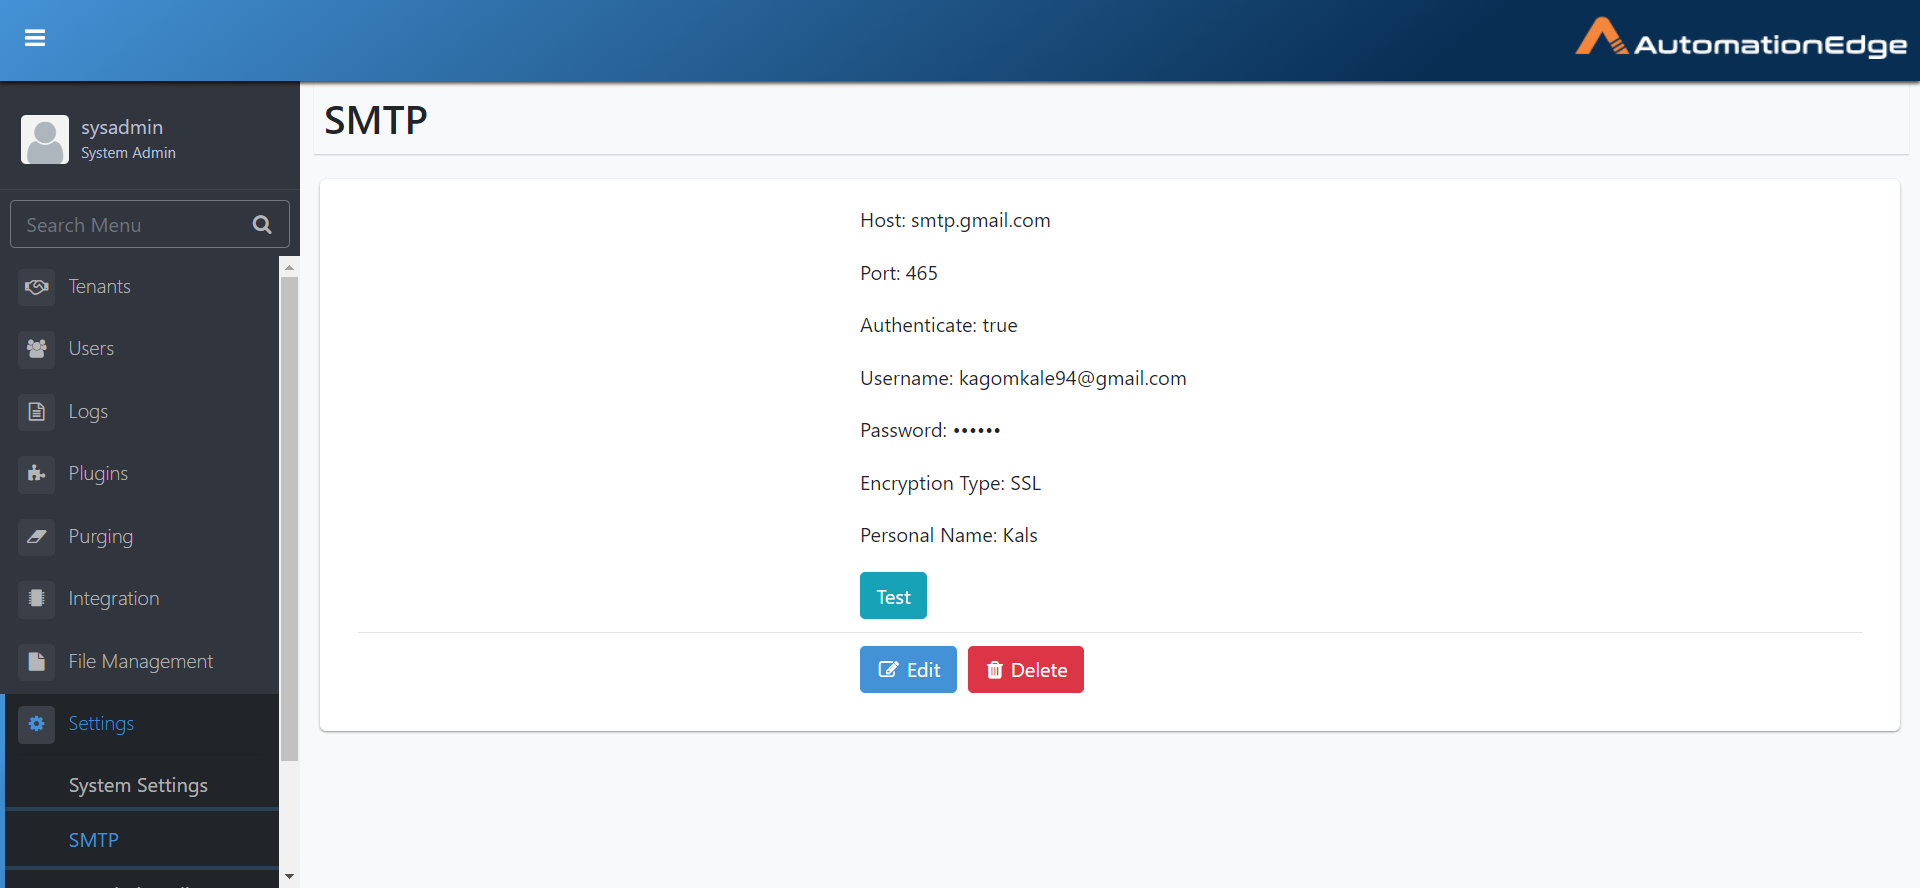 AutomationEdge
sysadmin
System Admin
Search Menu
Tenants
Users
Logs
Plugins
Purging
Integration
File Management
Settings
System Settings
SMTP
SMTP
Host: smtp.gmail.com
Port: 465
Authenticate: true
Username: kagomkale94@gmail.com
Password: ••••••
Encryption Type: SSL
Personal Name: Kals
Test
Edit
Delete